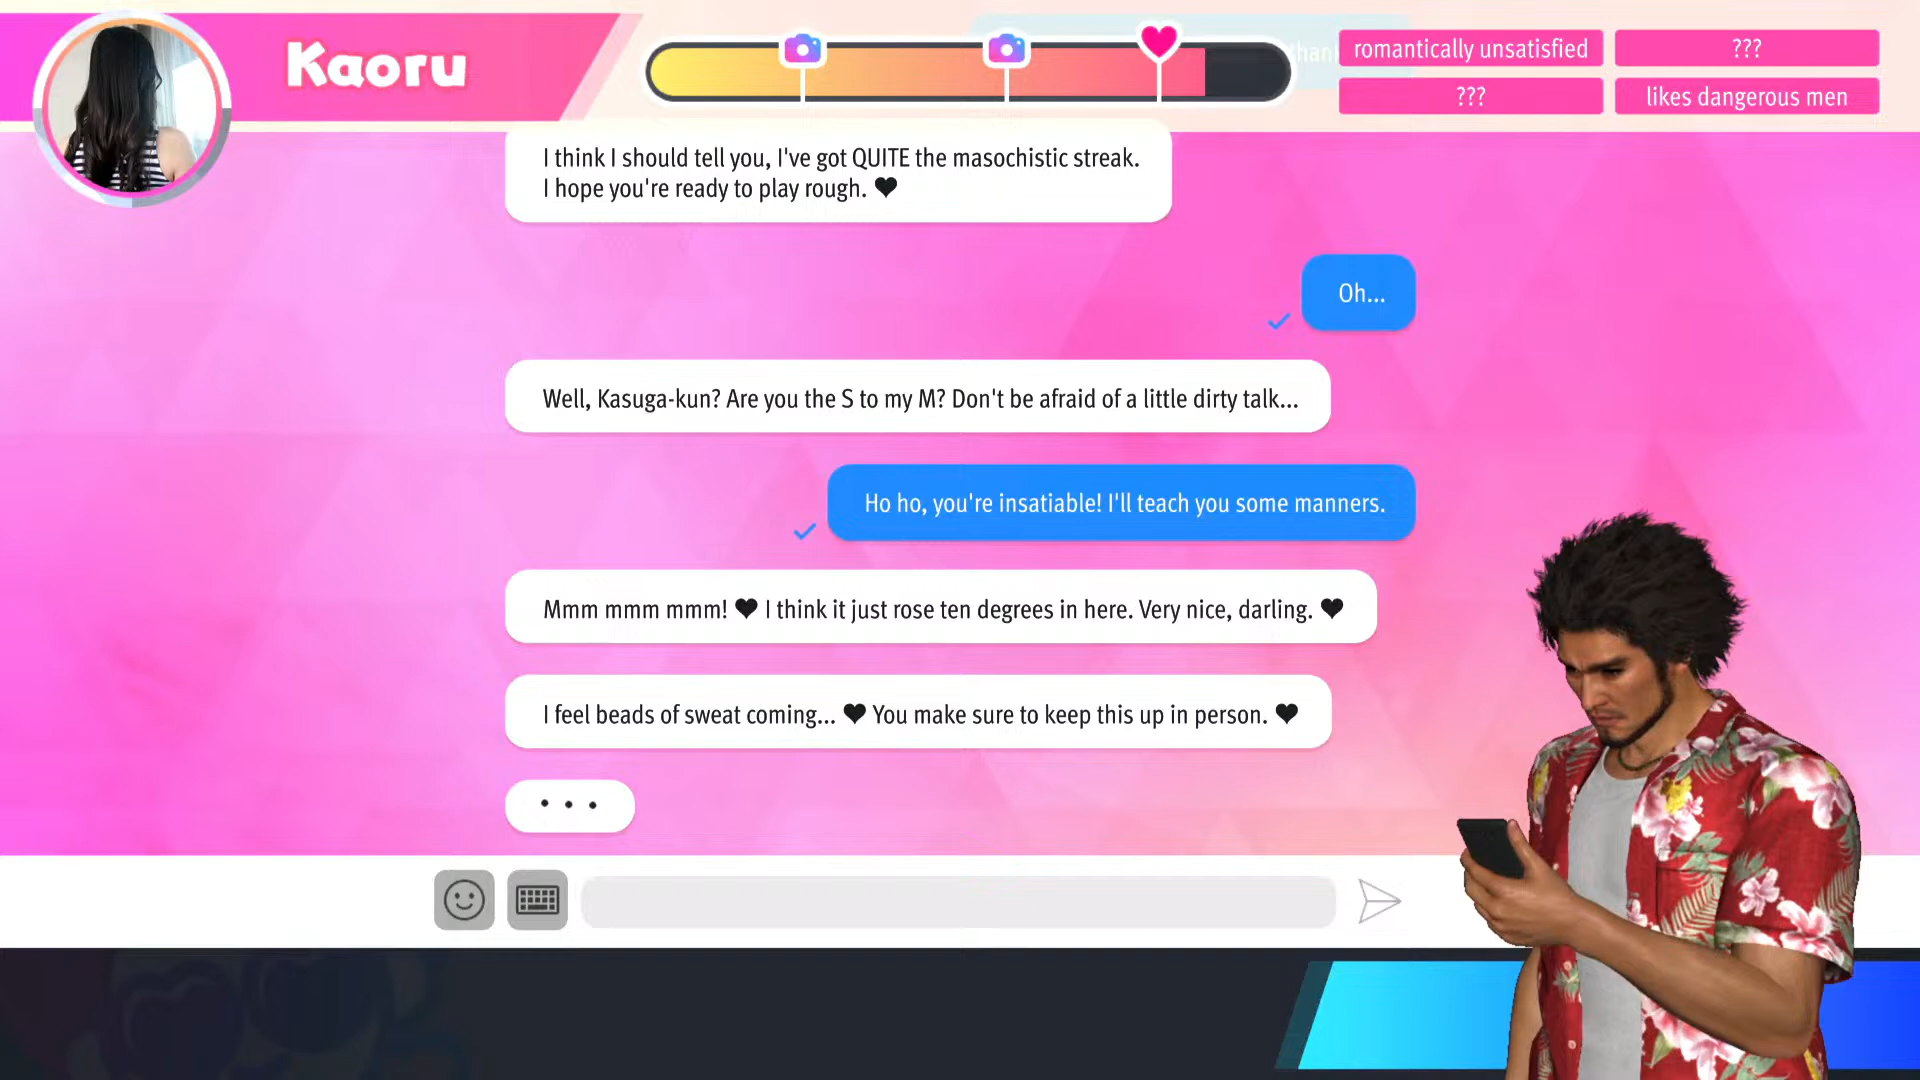 Kaoru
romantically unsatisfied
???
???
likes dangerous men
I think I should tell you, I've got QUITE the masochistic streak.
I hope you're ready to play rough. ♥
Oh...
Well, Kasuga-kun? Are you the S to my M? Don't be afraid of a little dirty talk...
Ho ho, you're insatiable! I'll teach you some manners.
Mmm mmm mmm! ♥ I think it just rose ten degrees in here. Very nice, darling. ♥
I feel beads of sweat coming... ♥ You make sure to keep this up in person. ♥
• • •